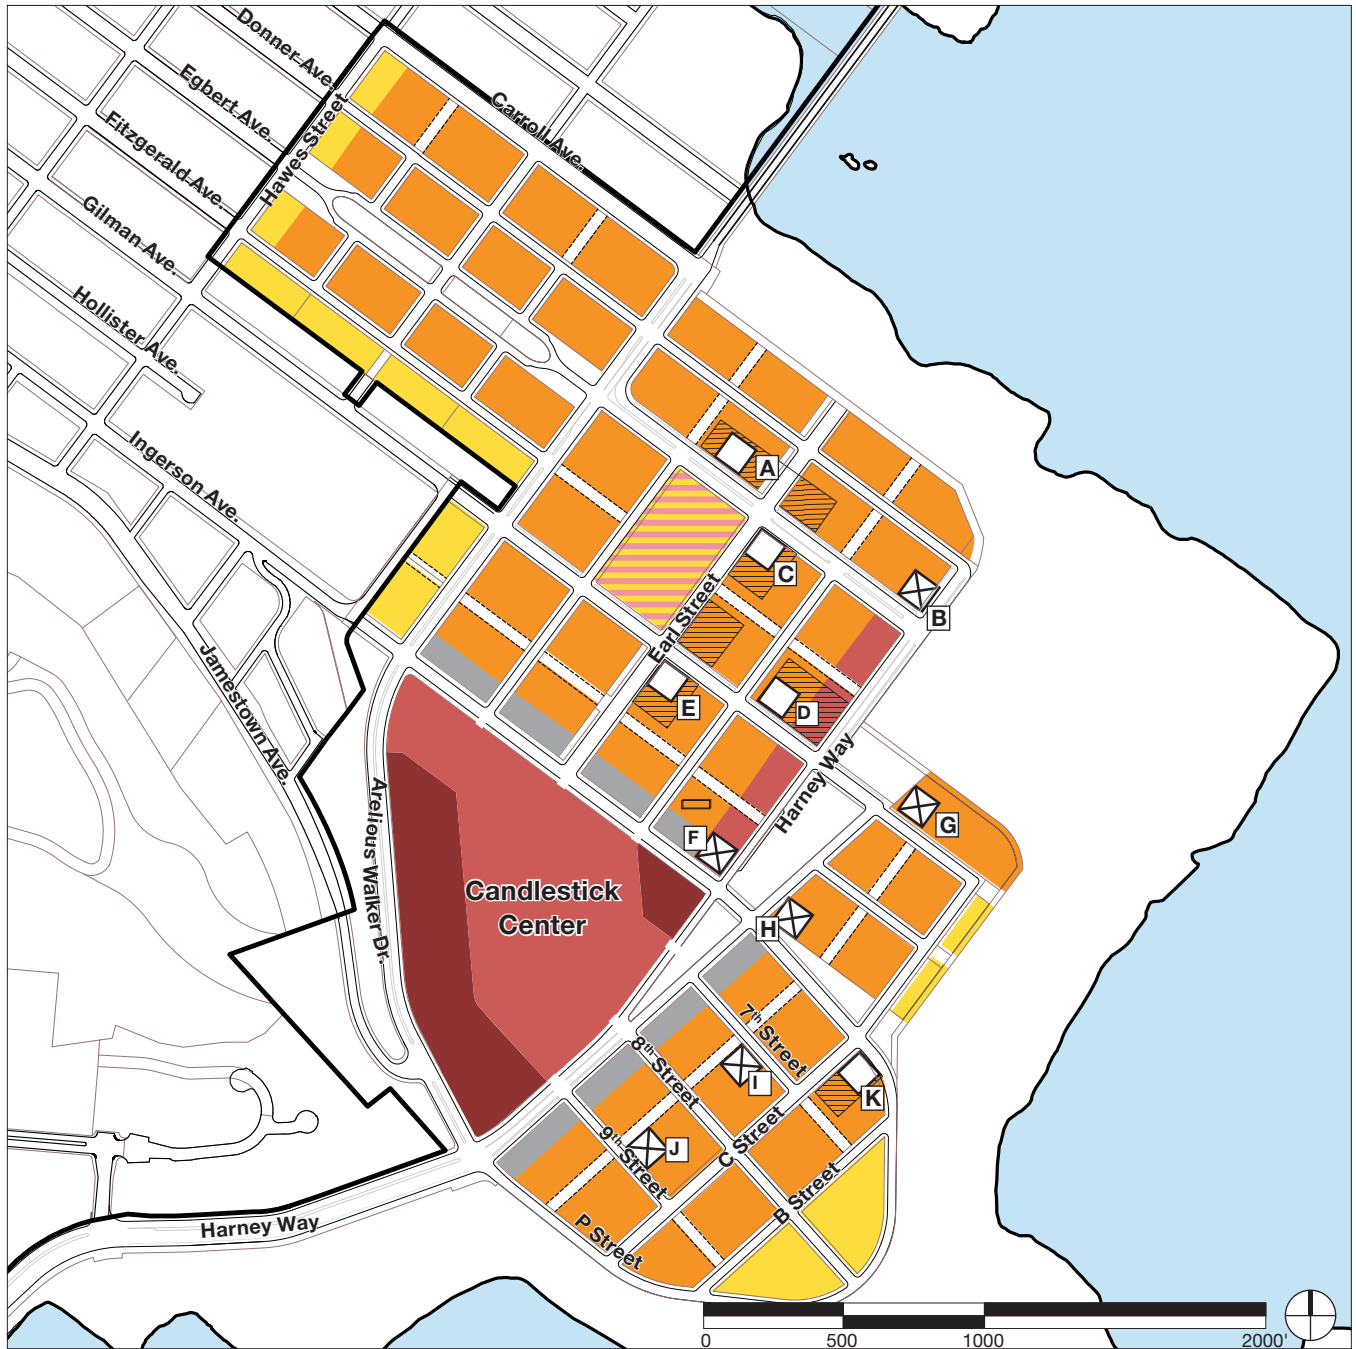 Donner Ave.
Egbert Ave.
Fitzgerald Ave.
Gilman Ave.
Hollister Ave.
Ingerson Ave.
Jamestown Ave.
Hawes Street
Carroll Ave.
A
B
C
D
E
F
G
H
I
J
K
Earl Street
Harney Way
Arelious Walker Dr.
Candlestick
Center
7th Street
8th Street
9th Street
C Street
B Street
P Street
Harney Way
0 500 1000 2000'